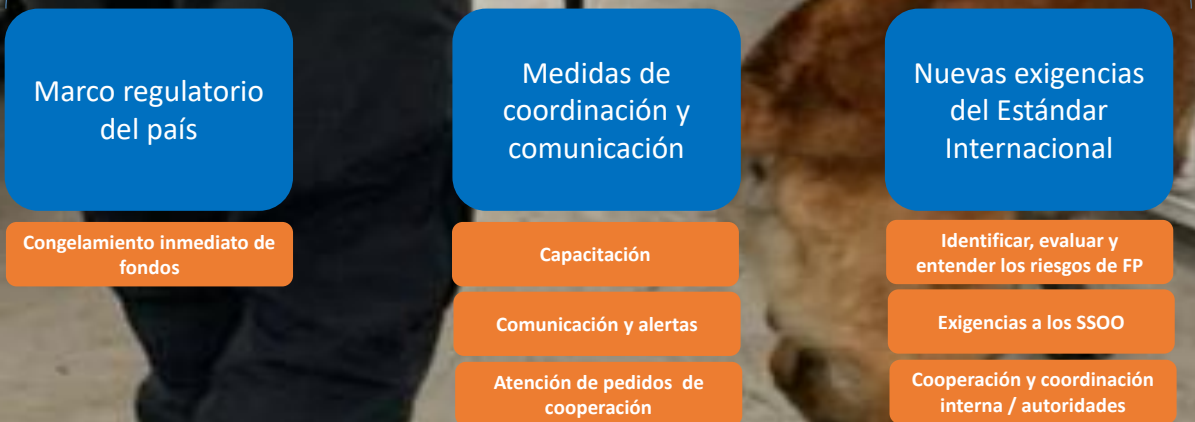 Marco regulatorio
del país
Medidas de
coordinación y
comunicación
Nuevas exigencias
del Estándar
Internacional
Congelamiento inmediato de
fondos
Capacitación
Comunicación y alertas
Atención de pedidos de
cooperación
Identificar, evaluar y
entender los riesgos de FP
Exigencias a los SSOO
Cooperación y coordinación
interna / autoridades